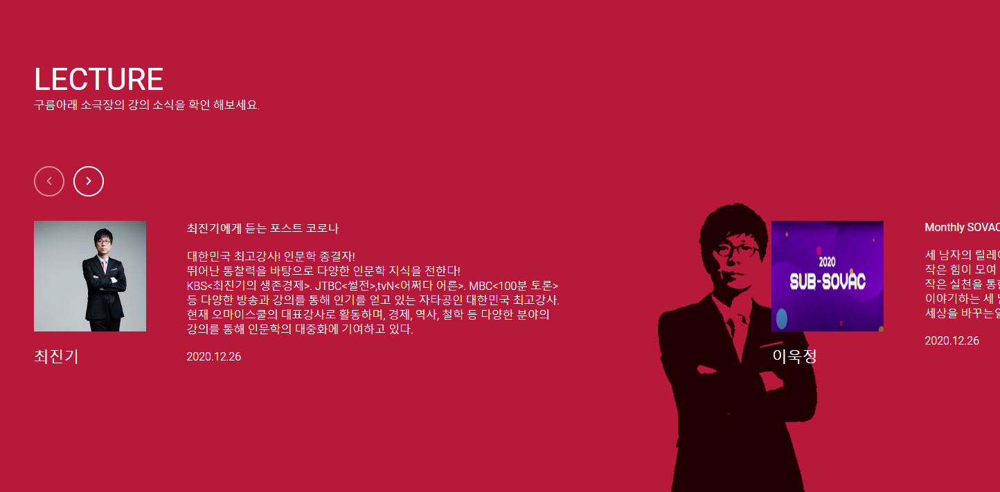 LECTURE
구름아래 소극장의 강의 소식을 확인 해보세요.
최진기에게 듣는 포스트 코로나
대한민국 최고강사! 인문학 종결자!
뛰어난 통찰력을 바탕으로 다양한 인문학 지식을 전한다!
KBS<최진기의 생존경제>. JTBC<썰전>,tvN<어쩌다 어른>. MBC<100분 토론>
등 다양한 방송과 강의를 통해 인기를 얻고 있는 자타공인 대한민국 최고강사.
현재 오마이스쿨의 대표강사로 활동하며, 경제, 역사, 철학 등 다양한 분야의
강의를 통해 인문학의 대중화에 기여하고 있다.
2020.12.26
최진기
2020
SUB-SOVAC
이욱정
Monthly SOVAC
세 남자의 릴레이
작은 힘이 모여
작은 실천을 통한
이야기하는 세
세상을 바꾸는일
2020.12.26